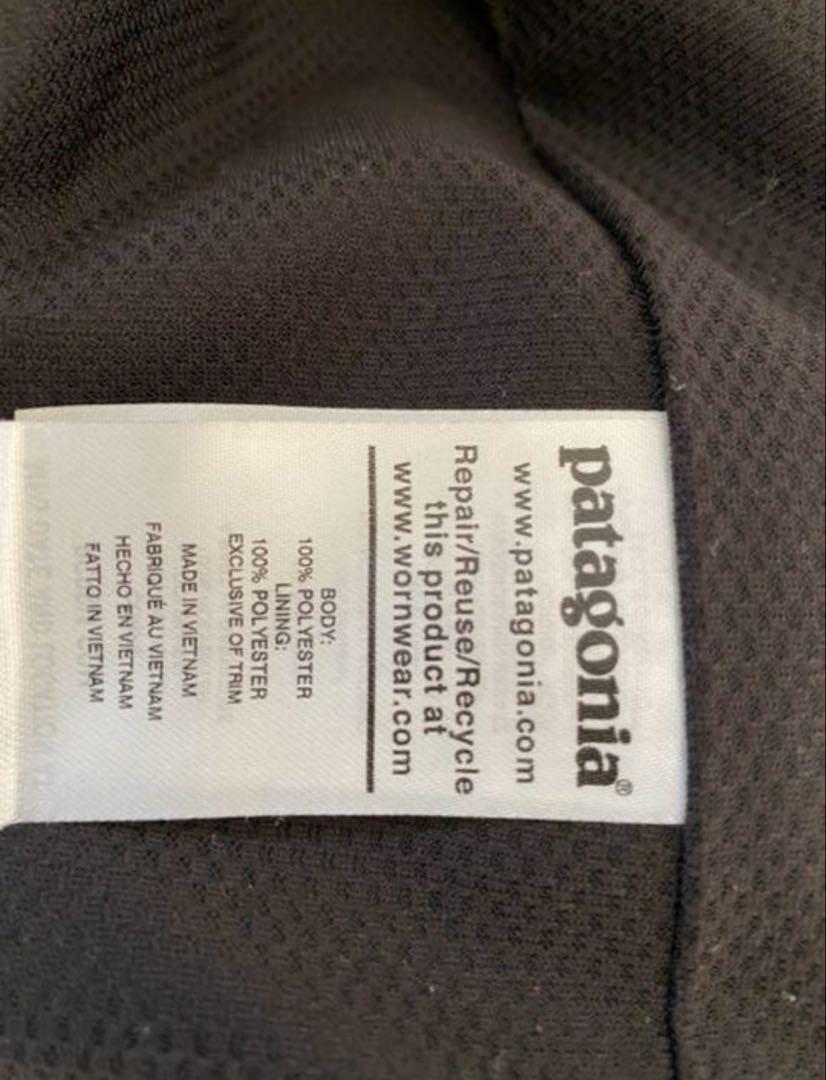 patagonia®
www.patagonia.com
Repair/Reuse/Recycle
this product at
www.wornwear.com
BODY:
100% POLYESTER
LINING:
100% POLYESTER
EXCLUSIVE OF TRIM
MADE IN VIETNAM
FABRIQUÉ AU VIETNAM
HECHO EN VIETNAM
FATTO IN VIETNAM